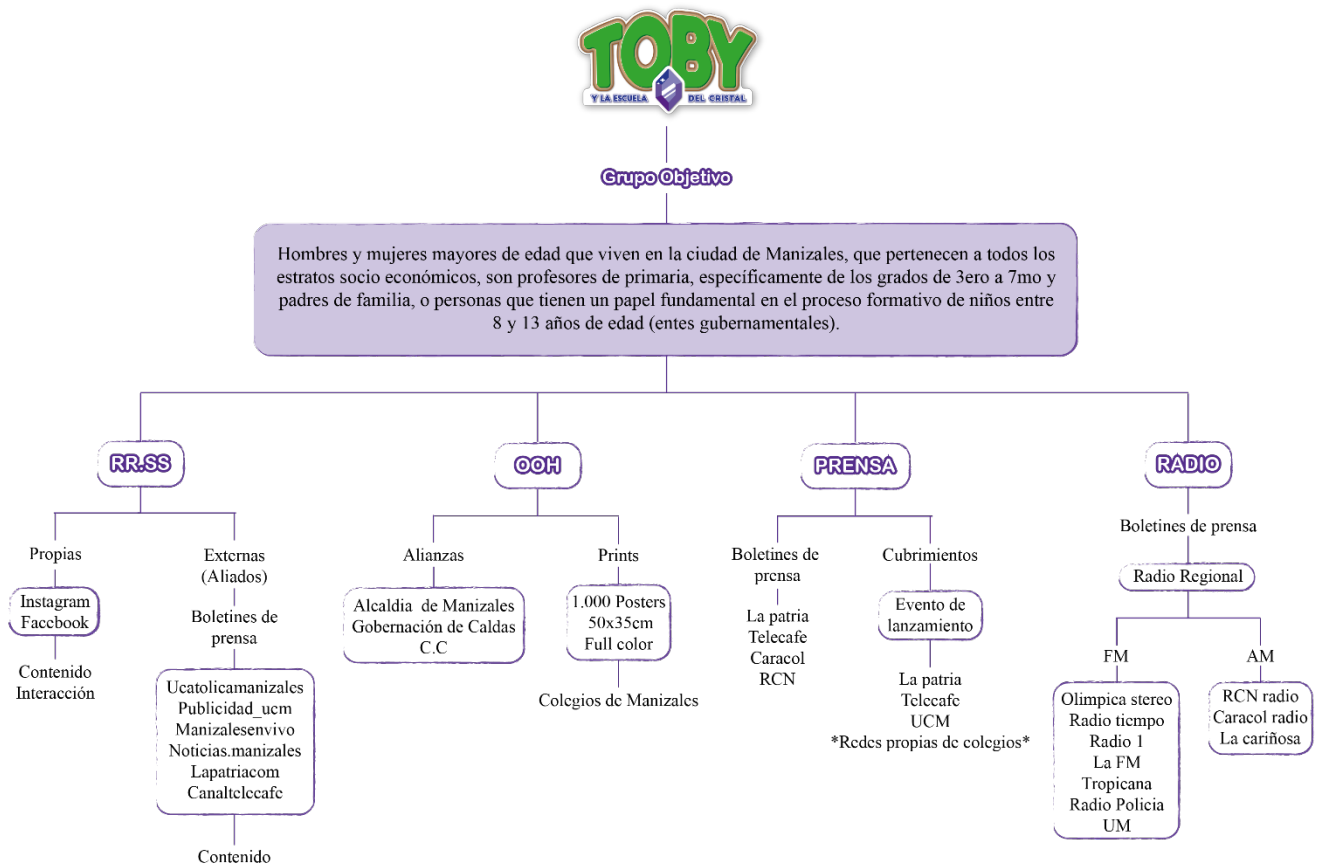 TOBY
Y LA ESCUELA DEL CRISTAL
Grupo Objetivo
Hombres y mujeres mayores de edad que viven en la ciudad de Manizales, que pertenecen a todos los
estratos socio económicos, son profesores de primaria, específicamente de los grados de 3ero a 7mo y
padres de familia, o personas que tienen un papel fundamental en el proceso formativo de niños entre
8 y 13 años de edad (entes gubernamentales).
RR.SS
Propias
Instagram
Facebook
Contenido
Interacción
Externas
(Aliados)
Boletines de
prensa
Ucatolicamanizales
Publicidad_ucm
Manizalesenvivo
Noticias.manizales
Lapatriacom
Canaltelecafe
Contenido
OOH
Alianzas
Alcaldia de Manizales
Gobernación de Caldas
C.C
Prints
1.000 Posters
50x35cm
Full color
Colegios de Manizales
PRENSA
Boletines de
prensa
La patria
Telecafe
Caracol
RCN
Cubrimientos
Evento de
lanzamiento
La patria
Telecafe
UCM
*Redes propias de colegios*
RADIO
Boletines de prensa
Radio Regional
FM
Olimpica stereo
Radio tiempo
Radio 1
La FM
Tropicana
Radio Policia
UM
AM
RCN radio
Caracol radio
La cariñosa